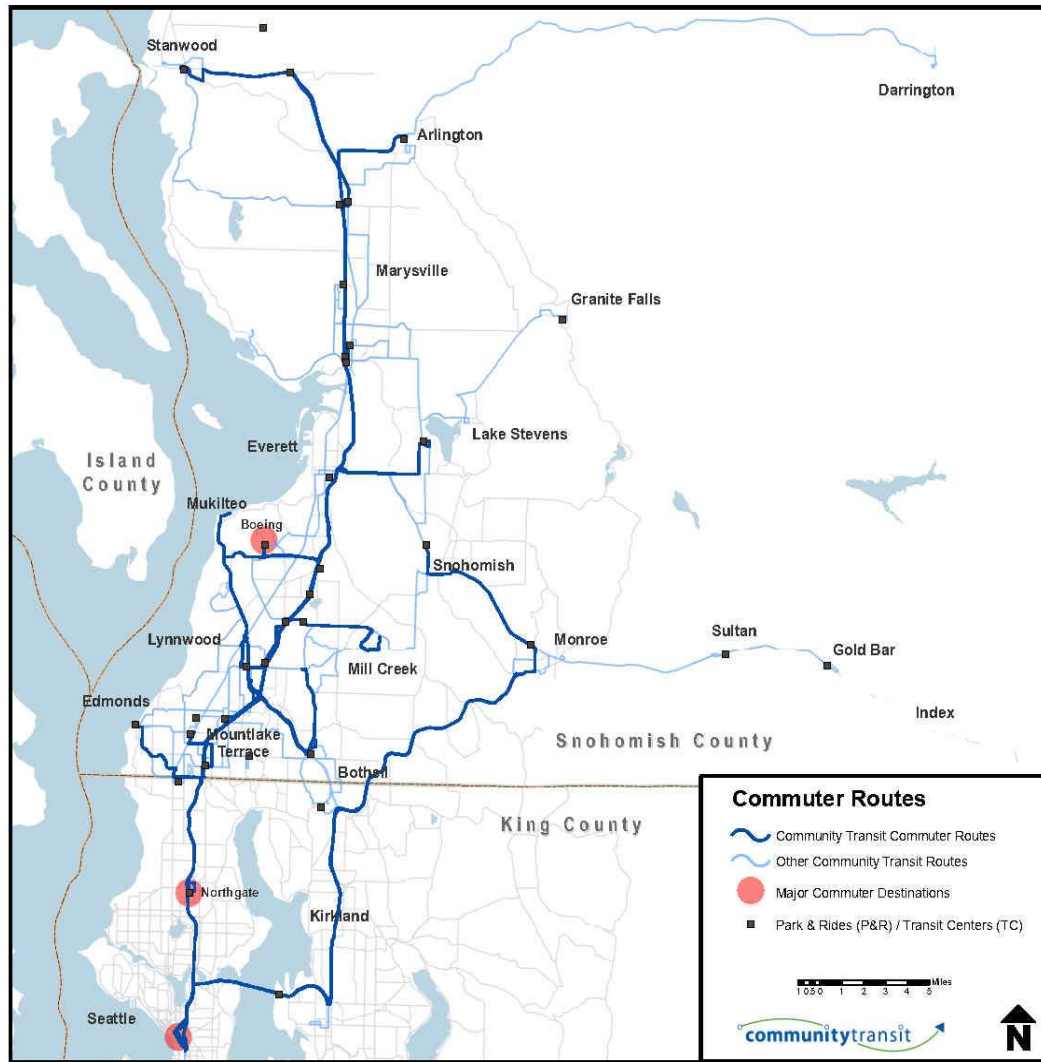 Stanwood
Darrington
Arlington
Marysville
Granite Falls
Lake Stevens
Everett
Island
County
Mukilteo
Boeing
Snohomish
Lynnwood
Monroe
Sultan
Gold Bar
Mill Creek
Edmonds
Index
Mountlake
Terrace
Snohomish County
Bothell
King County
Northgate
Kirkland
Seattle
Commuter Routes
Community Transit Commuter Routes
Other Community Transit Routes
Major Commuter Destinations
Park & Rides (P&R) / Transit Centers (TC)
1 0.5 0 1 2 3 4 5 Miles
communitytransit
N